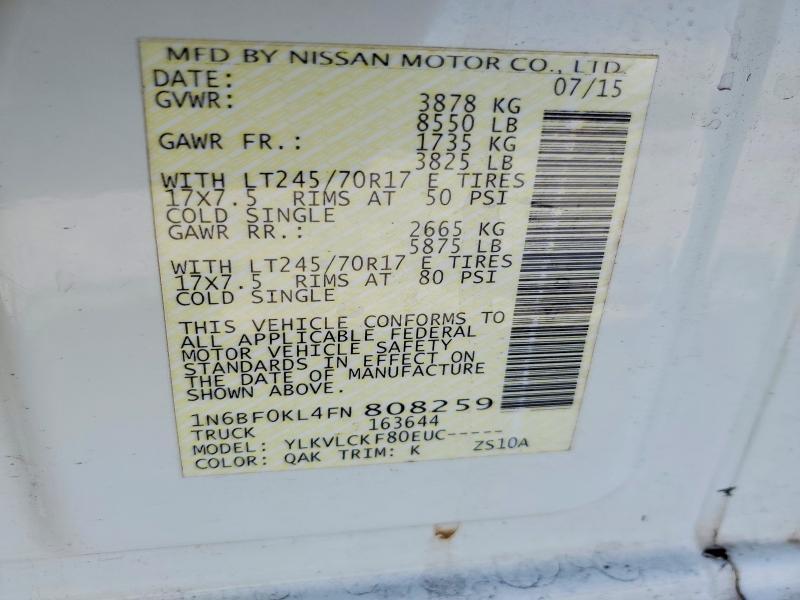 MFD BY NISSAN MOTOR CO., LTD.
DATE: 07/15
GVWR: 3878 KG
8550 LB
GAWR FR.: 1735 KG
3825 LB
WITH LT245/70R17 E TIRES
17X7.5 RIMS AT 50 PSI
COLD SINGLE
GAWR RR.: 2665 KG
5875 LB
WITH LT245/70R17 E TIRES
17X7.5 RIMS AT 80 PSI
COLD SINGLE
THIS VEHICLE CONFORMS TO
ALL APPLICABLE FEDERAL
MOTOR VEHICLE SAFETY
STANDARDS IN EFFECT ON
THE DATE OF MANUFACTURE
SHOWN ABOVE.
1N6BF0KL4FN 808259
TRUCK 163644
MODEL: YLKVLCKF80EUC-----
COLOR: QAK TRIM: K ZS10A